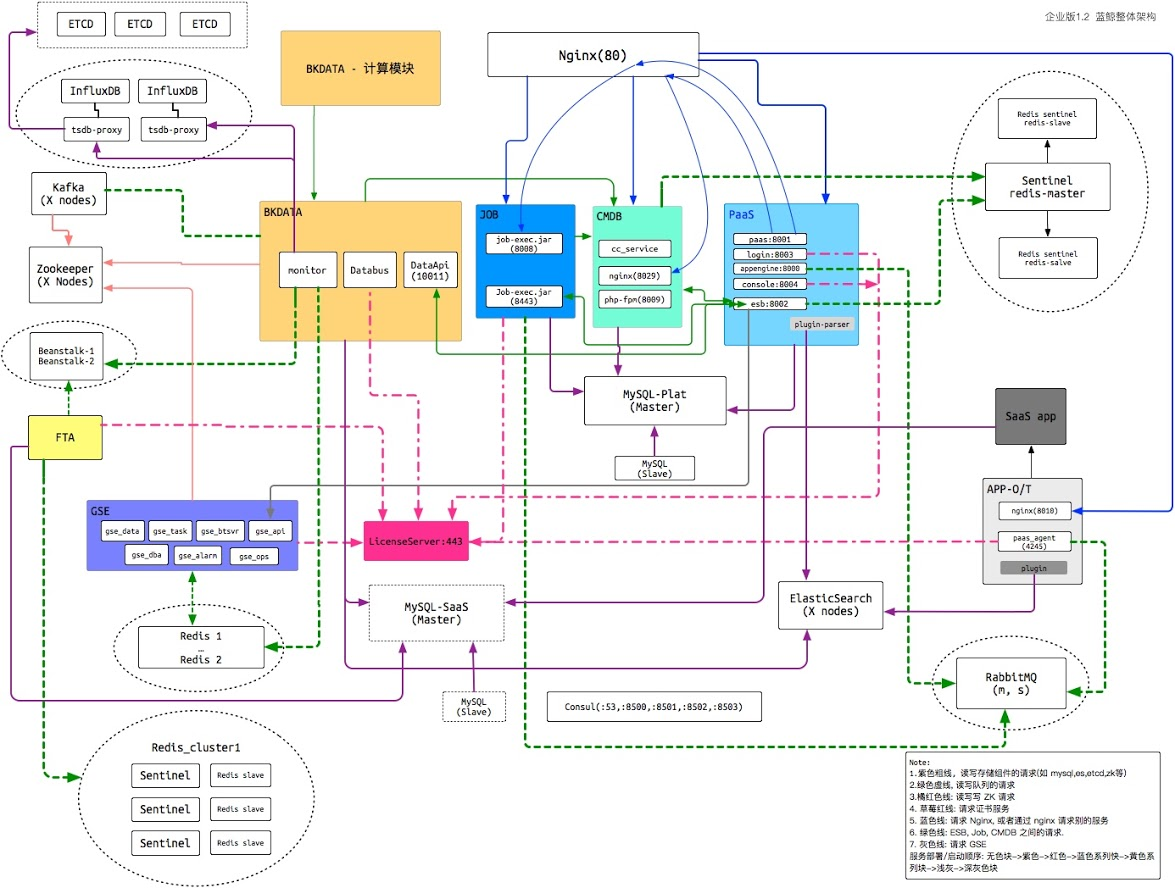 企业版1.2 蓝鲸整体架构
ETCD
ETCD
ETCD
Nginx(80)
BKDATA - 计算模块
InfluxDB
InfluxDB
tsdb-proxy
tsdb-proxy
Redis sentinel
redis-slave
Sentinel
redis-master
Redis sentinel
redis-salve
Kafka
(X nodes)
Zookeeper
(X Nodes)
BKDATA
monitor
Databus
DataApi
(10011)
JOB
job-exec.jar
(8008)
Job-exec.jar
(8443)
CMDB
cc_service
nginx(8029)
php-fpm(8009)
PaaS
paas:8001
login:8003
appengine:8000
console:8004
esb:8002
plugin-parser
Beanstalk-1
Beanstalk-2
FTA
MySQL-Plat
(Master)
MySQL
(Slave)
SaaS app
APP-O/T
nginx(8010)
paas_agent
(4245)
plugin
GSE
gse_data
gse_task
gse_btsvr
gse_api
gse_dba
gse_alarm
gse_ops
LicenseServer:443
MySQL-SaaS
(Master)
ElasticSearch
(X nodes)
Redis 1
…
Redis 2
MySQL
(Slave)
Consul(:53,:8500,:8501,:8502,:8503)
RabbitMQ
(m, s)
Redis_cluster1
Sentinel
Redis slave
Sentinel
Redis slave
Sentinel
Redis slave
Note:
1.紫色粗线，读写存储组件的请求(如 mysql,es,etcd,zk等)
2.绿色虚线, 读写队列的请求
3.橘红色线: 读写写 ZK 请求
4. 草莓红线: 请求证书服务
5. 蓝色线: 请求 Nginx, 或者通过 nginx 请求别的服务
6. 绿色线: ESB, Job, CMDB 之间的请求.
7. 灰色线: 请求 GSE
服务部署/启动顺序: 无色块–>紫色–>红色–>蓝色系列快–>黄色系
列块–>浅灰–>深灰色块